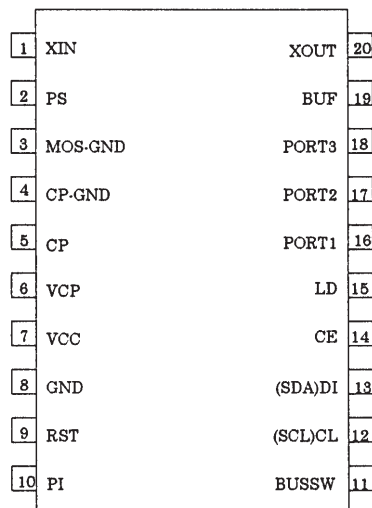 1 XIN XOUT 20
2 PS BUF 19
3 MOS-GND PORT3 18
4 CP-GND PORT2 17
5 CP PORT1 16
6 VCP LD 15
7 VCC CE 14
8 GND (SDA)DI 13
9 RST (SCL)CL 12
10 PI BUSSW 11